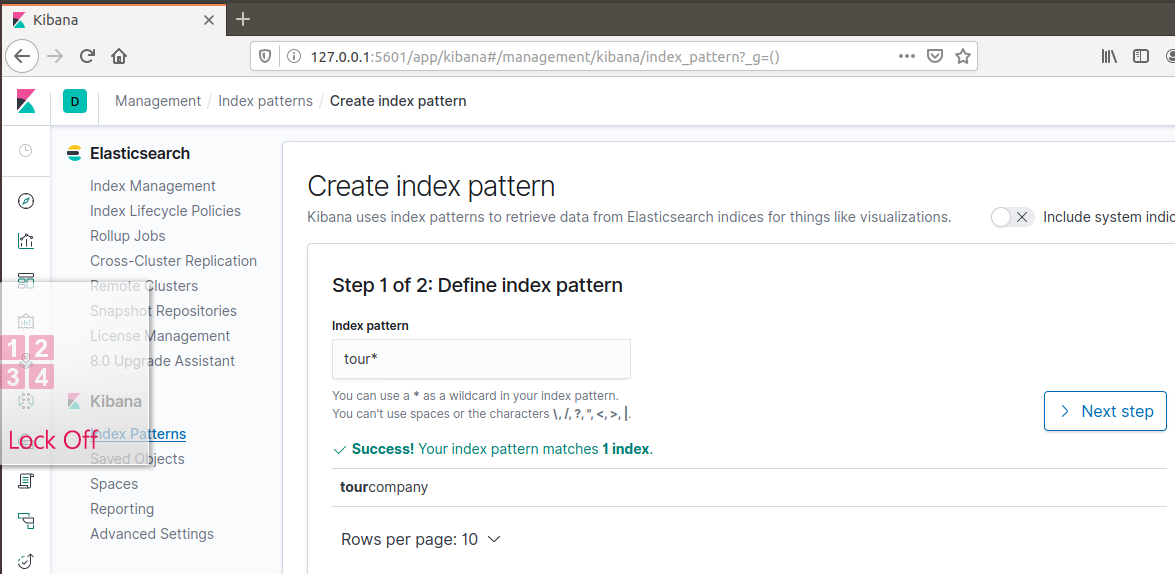 Kibana
127.0.0.1:5601/app/kibana#/management/kibana/index_pattern?_g=()
D
Management / Index patterns / Create index pattern
Elasticsearch
Index Management
Index Lifecycle Policies
Rollup Jobs
Cross-Cluster Replication
Remote Clusters
Snapshot Repositories
License Management
8.0 Upgrade Assistant
Kibana
Index Patterns
Saved Objects
Spaces
Reporting
Advanced Settings
1 2
3 4
Lock Off
Create index pattern
Kibana uses index patterns to retrieve data from Elasticsearch indices for things like visualizations.
Include system indic
Step 1 of 2: Define index pattern
Index pattern
tour*
You can use a * as a wildcard in your index pattern.
You can't use spaces or the characters \, /, ?, ", <, >, |.
Next step
Success! Your index pattern matches 1 index.
tourcompany
Rows per page: 10